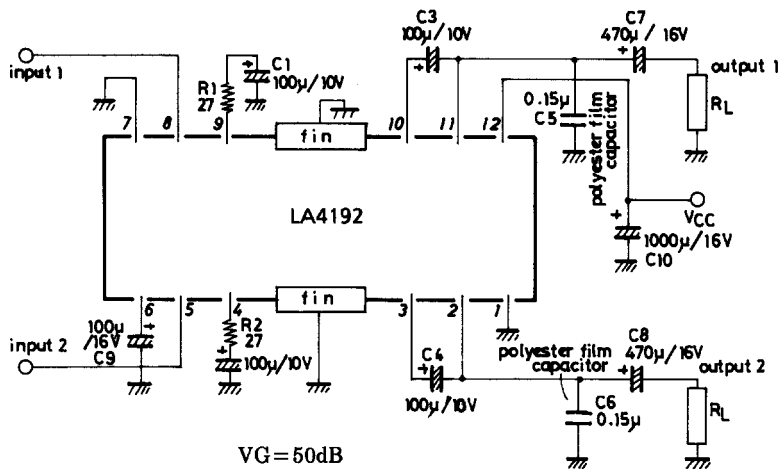 C3
100μ/10V
C7
470μ/16V
input 1
R1
27
C1
100μ/10V
output 1
RL
0.15μ
C5
polyester film
capacitor
7
8
9
fin
10
11
12
LA4192
VCC
1000μ/16V
C10
6
5
4
fin
3
2
1
100μ
/16V
C9
R2
27
100μ/10V
input 2
C4
100μ/10V
polyester film
capacitor
C8
470μ/16V
output 2
C6
0.15μ
RL
VG=50dB